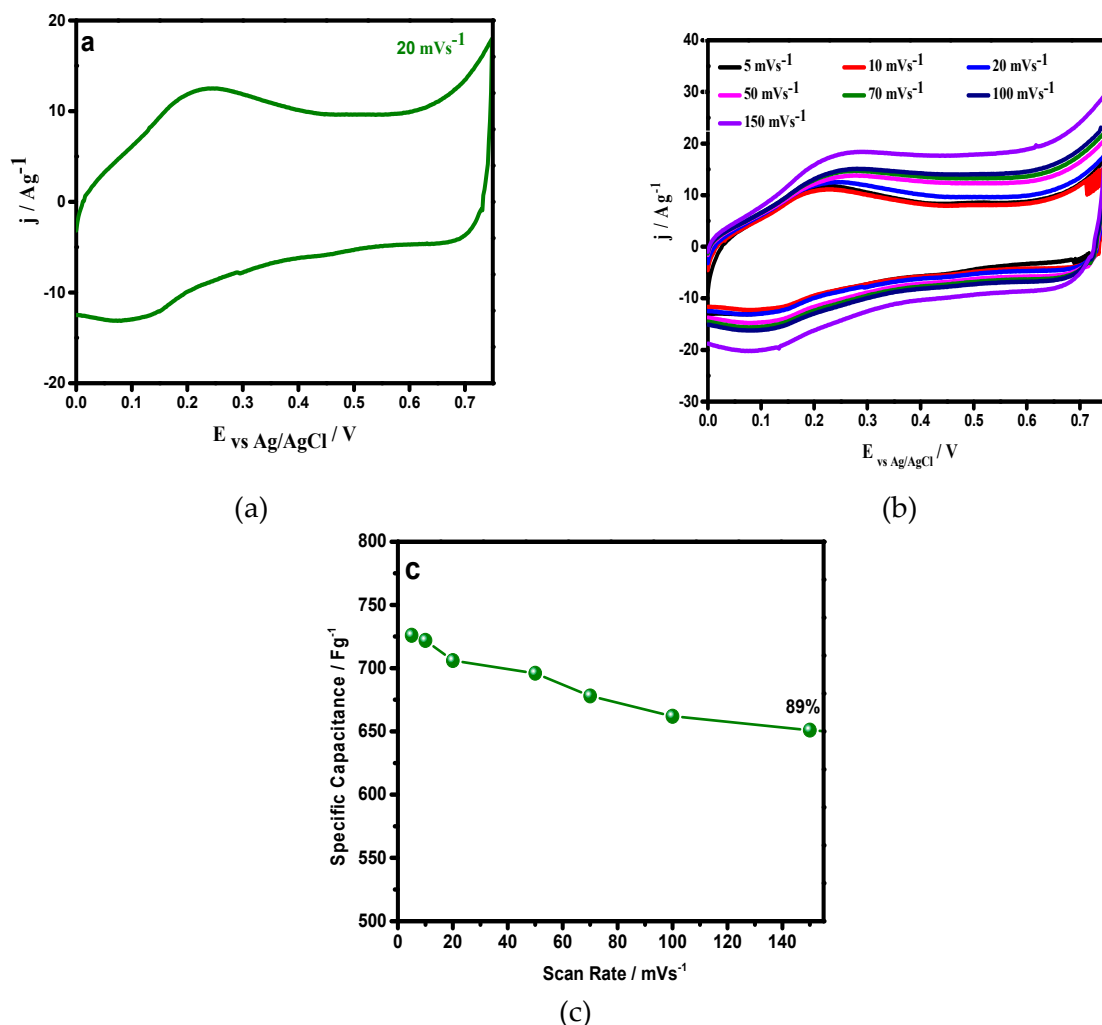 a
20 mVs⁻¹
20
10
0
-10
-20
j / Ag⁻¹
0.0 0.1 0.2 0.3 0.4 0.5 0.6 0.7
E vs Ag/AgCl / V
(a)
5 mVs⁻¹ 10 mVs⁻¹ 20 mVs⁻¹
50 mVs⁻¹ 70 mVs⁻¹ 100 mVs⁻¹
150 mVs⁻¹
40
30
20
10
0
-10
-20
-30
j / Ag⁻¹
0.0 0.1 0.2 0.3 0.4 0.5 0.6 0.7
E vs Ag/AgCl / V
(b)
c
89%
800
750
700
650
600
550
500
Specific Capacitance / Fg⁻¹
0 20 40 60 80 100 120 140
Scan Rate / mVs⁻¹
(c)